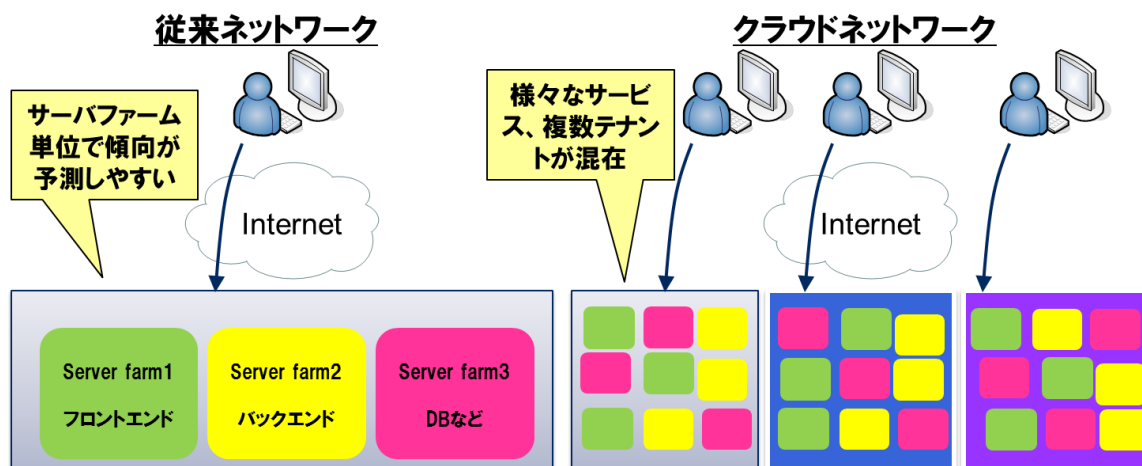 従来ネットワーク
サーバファーム
単位で傾向が
予測しやすい
Internet
Server farm1
フロントエンド
Server farm2
バックエンド
Server farm3
DBなど
クラウドネットワーク
様々なサービ
ス、複数テナン
トが混在
Internet